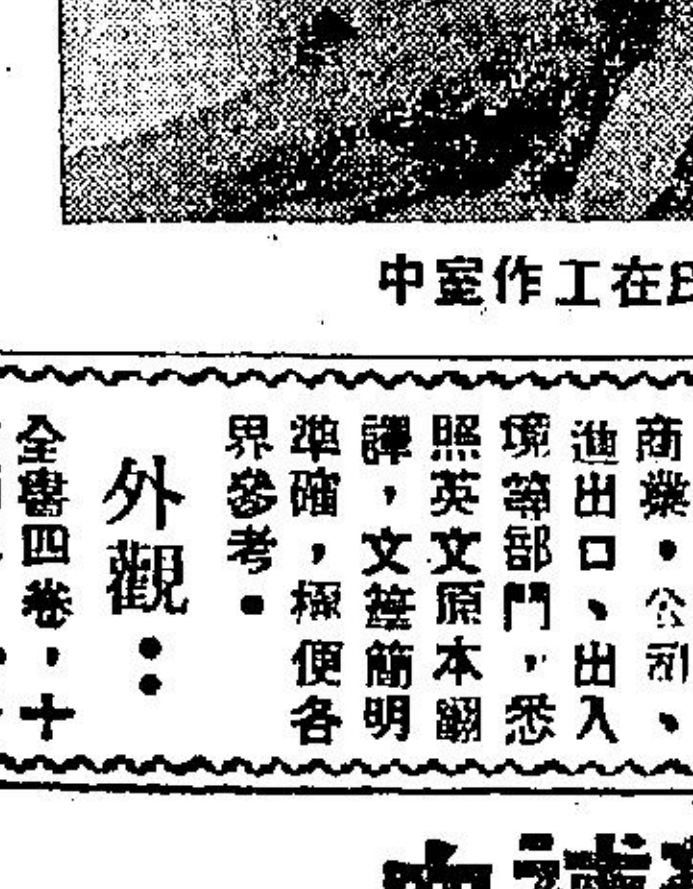 在工作室中
商業•公司、
進出口、出入
境等部門，悉
照英文原本翻
譯，文筆簡明
準確，極便各
界參考•
外觀：
全書四卷，十